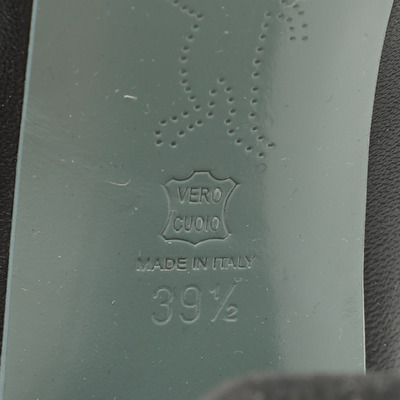 VERO
CUOIO
MADE IN ITALY
39½